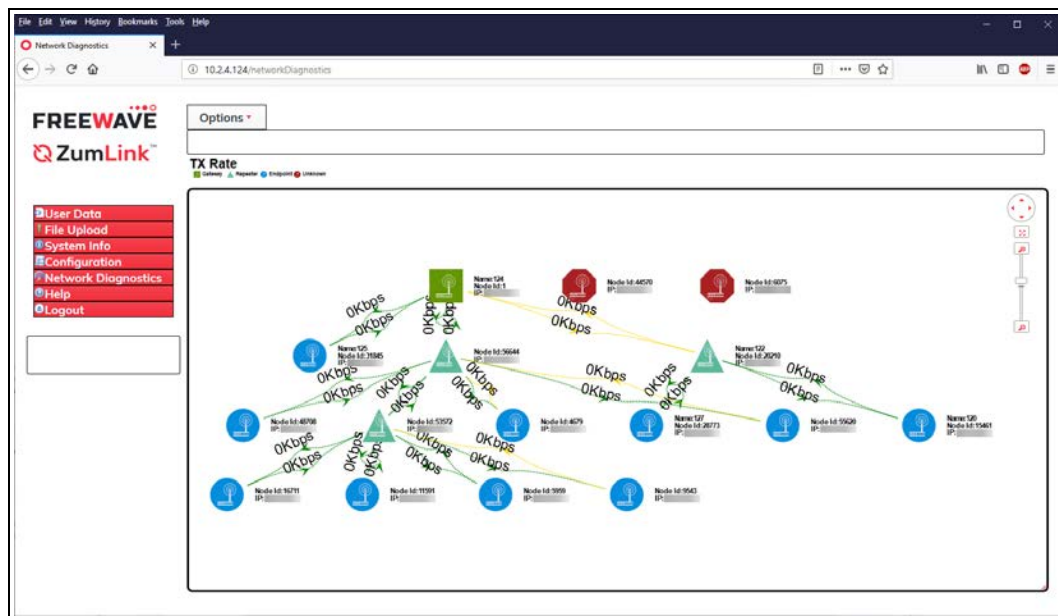 File Edit View History Bookmarks Tools Help
Network Diagnostics
10.2.4.124/networkDiagnostics
FREEWAVE
ZumLink™
Options
TX Rate
Gateway Repeater Endpoint Unknown
User Data
File Upload
System Info
Configuration
Network Diagnostics
Help
Logout
Name:124
Node Id:1
IP:
Node Id:44570
IP:
Node Id:6075
IP:
0Kbps
0Kbps
0Kbps
0Kbps
0Kbps
0Kbps
Name:125
Node Id:31845
IP:
Node Id:56644
IP:
Name:122
Node Id:20210
IP:
0Kbps
0Kbps
0Kbps
0Kbps
0Kbps
0Kbps
0Kbps
0Kbps
0Kbps
0Kbps
0Kbps
0Kbps
Node Id:48708
IP:
Node Id:53572
IP:
Node Id:4679
IP:
Name:127
Node Id:28773
IP:
Node Id:55620
IP:
Name:120
Node Id:15461
IP:
0Kbps
0Kbps
0Kbps
0Kbps
0Kbps
0Kbps
0Kbps
0Kbps
Node Id:16711
IP:
Node Id:11591
IP:
Node Id:5959
IP:
Node Id:9543
IP: